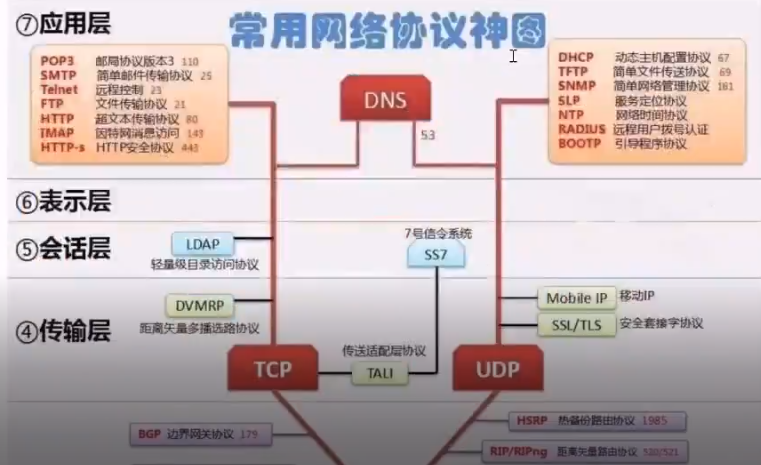 常用网络协议神图
⑦应用层
POP3 邮局协议版本3 110
SMTP 简单邮件传输协议 25
Telnet 远程控制 23
FTP 文件传输协议 21
HTTP 超文本传输协议 80
IMAP 因特网消息访问 143
HTTP-s HTTP安全协议 443
DNS
53
DHCP 动态主机配置协议 67
TFTP 简单文件传送协议 69
SNMP 简单网络管理协议 161
SLP 服务定位协议
NTP 网络时间协议
RADIUS 远程用户拨号认证
BOOTP 引导程序协议
⑥表示层
⑤会话层
LDAP
轻量级目录访问协议
7号信令系统
SS7
④传输层
DVMRP
距离矢量多播选路协议
Mobile IP 移动IP
SSL/TLS 安全套接字协议
TCP
传送适配层协议
TALI
UDP
BGP 边界网关协议 179
HSRP 热备份路由协议 1985
RIP/RIPng 距离矢量路由协议 520/521